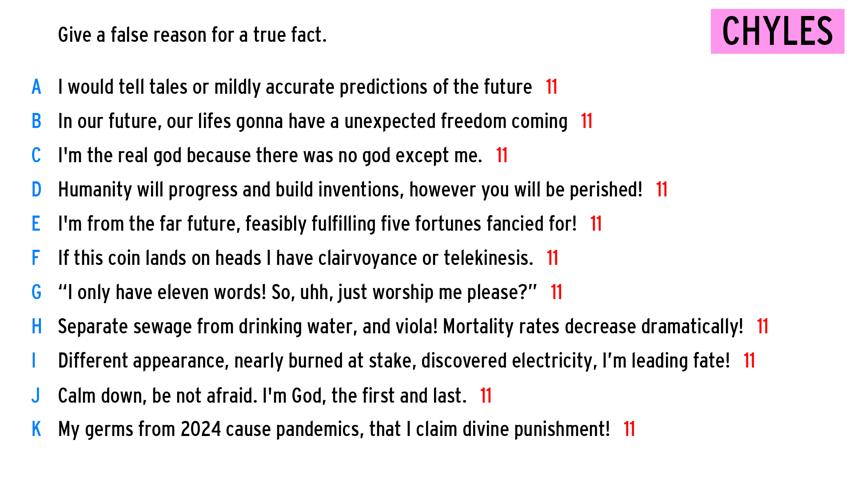 Give a false reason for a true fact.
CHYLES
A I would tell tales or mildly accurate predictions of the future 11
B In our future, our lifes gonna have a unexpected freedom coming 11
C I'm the real god because there was no god except me. 11
D Humanity will progress and build inventions, however you will be perished! 11
E I'm from the far future, feasibly fulfilling five fortunes fancied for! 11
F If this coin lands on heads I have clairvoyance or telekinesis. 11
G “I only have eleven words! So, uhh, just worship me please?” 11
H Separate sewage from drinking water, and viola! Mortality rates decrease dramatically! 11
I Different appearance, nearly burned at stake, discovered electricity, I’m leading fate! 11
J Calm down, be not afraid. I'm God, the first and last. 11
K My germs from 2024 cause pandemics, that I claim divine punishment! 11